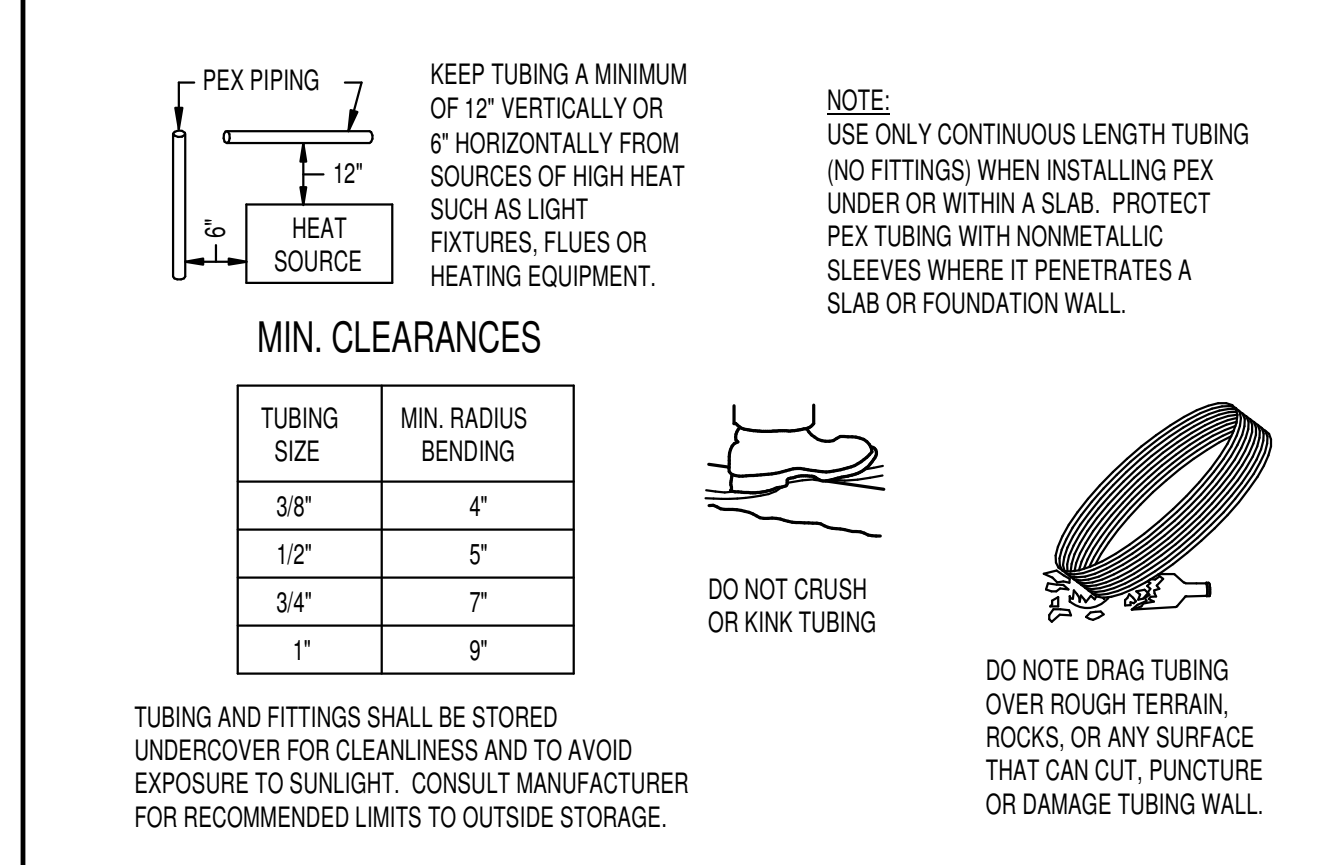 PEX PIPING
12"
6"
HEAT
SOURCE
KEEP TUBING A MINIMUM
OF 12" VERTICALLY OR
6" HORIZONTALLY FROM
SOURCES OF HIGH HEAT
SUCH AS LIGHT
FIXTURES, FLUES OR
HEATING EQUIPMENT.
NOTE:
USE ONLY CONTINUOUS LENGTH TUBING
(NO FITTINGS) WHEN INSTALLING PEX
UNDER OR WITHIN A SLAB. PROTECT
PEX TUBING WITH NONMETALLIC
SLEEVES WHERE IT PENETRATES A
SLAB OR FOUNDATION WALL.
MIN. CLEARANCES
TUBING SIZE MIN. RADIUS BENDING
3/8" 4"
1/2" 5"
3/4" 7"
1" 9"
DO NOT CRUSH
OR KINK TUBING
DO NOTE DRAG TUBING
OVER ROUGH TERRAIN,
ROCKS, OR ANY SURFACE
THAT CAN CUT, PUNCTURE
OR DAMAGE TUBING WALL.
TUBING AND FITTINGS SHALL BE STORED
UNDERCOVER FOR CLEANLINESS AND TO AVOID
EXPOSURE TO SUNLIGHT. CONSULT MANUFACTURER
FOR RECOMMENDED LIMITS TO OUTSIDE STORAGE.